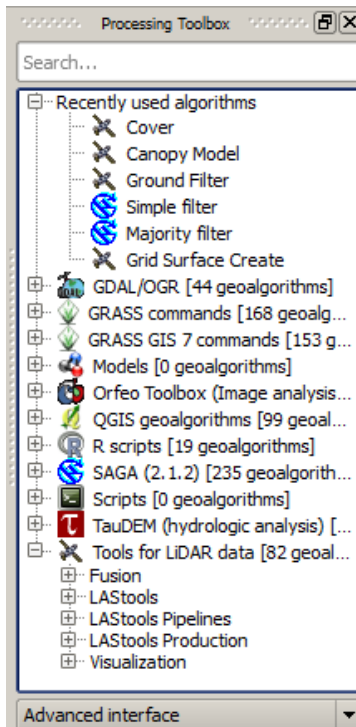 Processing Toolbox
Search...
Recently used algorithms
Cover
Canopy Model
Ground Filter
Simple filter
Majority filter
Grid Surface Create
GDAL/OGR [44 geoalgorithms]
GRASS commands [168 geoalg...
GRASS GIS 7 commands [153 g...
Models [0 geoalgorithms]
Orfeo Toolbox (Image analysis...
QGIS geoalgorithms [99 geoal...
R scripts [19 geoalgorithms]
SAGA (2.1.2) [235 geoalgorith...
Scripts [0 geoalgorithms]
TauDEM (hydrologic analysis) [...
Tools for LiDAR data [82 geoal...
Fusion
LAStools
LAStools Pipelines
LAStools Production
Visualization
Advanced interface